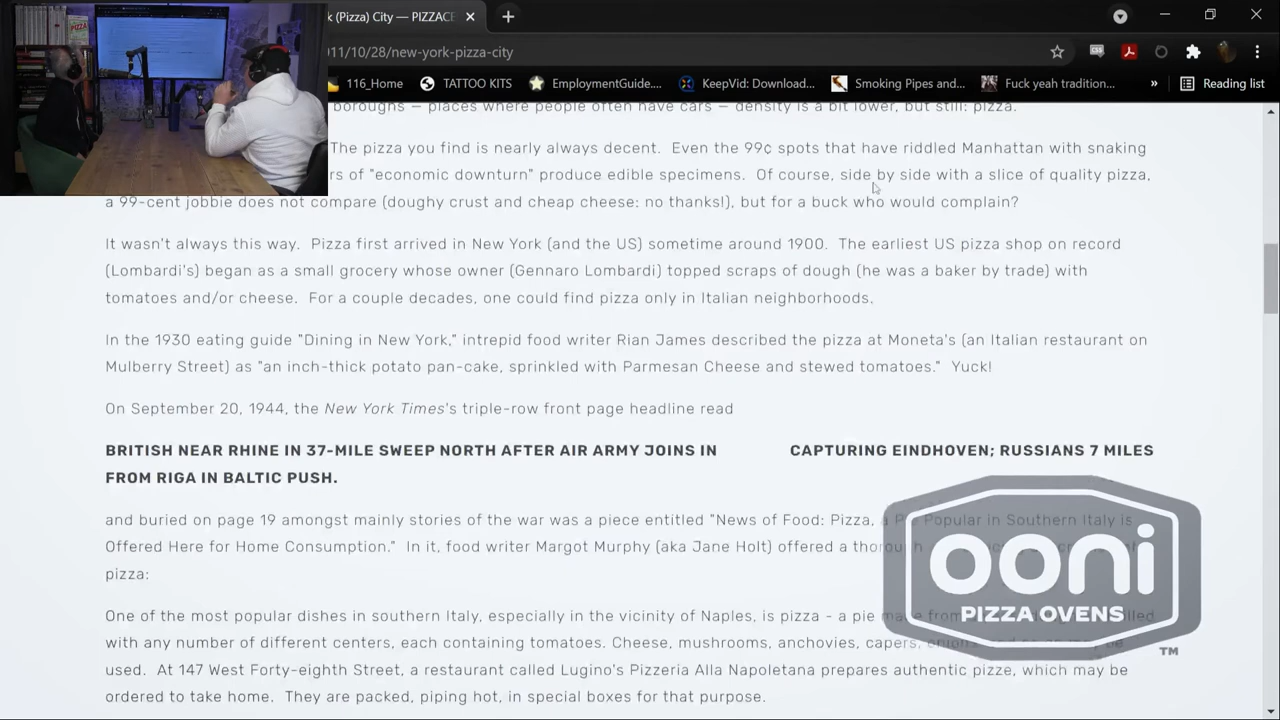 k (Pizza) City — PIZZACE
11/10/28/new-york-pizza-city
116 Home
TATTOO KITS
Employments engine...
Keygen Download...
Smoked Pipes and...
Fuck yeah tradition...
»
Reading list
boroughs — places where people
cars
density is a bit lower, but still: pizza.
The pizza you find is nearly always decent. Even the 99¢ spots that have riddled Manhattan with snaking
rs of "economic downturn" produce edible specimens. Of course, side by side with a slice of quality pizza,
a 99-cent jobbie does not compare (doughy crust and cheap cheese: no thanks!), but for a buck who would complain?
It wasn't always this way. Pizza first arrived in New York (and the US) sometime around 1900. The earliest US pizza shop on record
(Lombardi's) began as a small grocery whose owner (Gennaro Lombardi) topped scraps of dough (he was a baker by trade) with
tomatoes and/or cheese. For a couple decades, one could find pizza only in Italian neighborhoods.
In the 1930 eating guide "Dining in New York," intrepid food writer Rian James described the pizza at Moneta's (an Italian restaurant on
Mulberry Street) as "an inch-thick potato pan-cake, sprinkled with Parmesan Cheese and stewed tomatoes." Yuck!
On September 20, 1944, the New York Times's triple-row front page headline read
BRITISH NEAR RHINE IN 37-MILE SWEEP NORTH AFTER AIR ARMY JOINS IN CAPTURING EINDHOVEN; RUSSIANS 7 MILES
FROM RIGA IN BALTIC PUSH.
and buried on page 19 amongst mainly stories of the war was a piece entitled "News of Food: Pizza, a Pie Popular in Southern Italy is
Offered Here for Home Consumption." In it, food writer Margot Murphy (aka Jane Holt) offered a thorough
pizza:
One of the most popular dishes in southern Italy, especially in the vicinity of Naples, is pizza - a pie made from
with any number of different centers, each containing tomatoes. Cheese, mushrooms, anchovies, capers, onions
be
used. At 147 West Forty-eighth Street, a restaurant called Lugino's Pizzeria Alla Napoletana prepares authentic pizze, which may be
ordered to take home. They are packed, piping hot, in special boxes for that purpose.
ooni
PIZZA OVENS
™